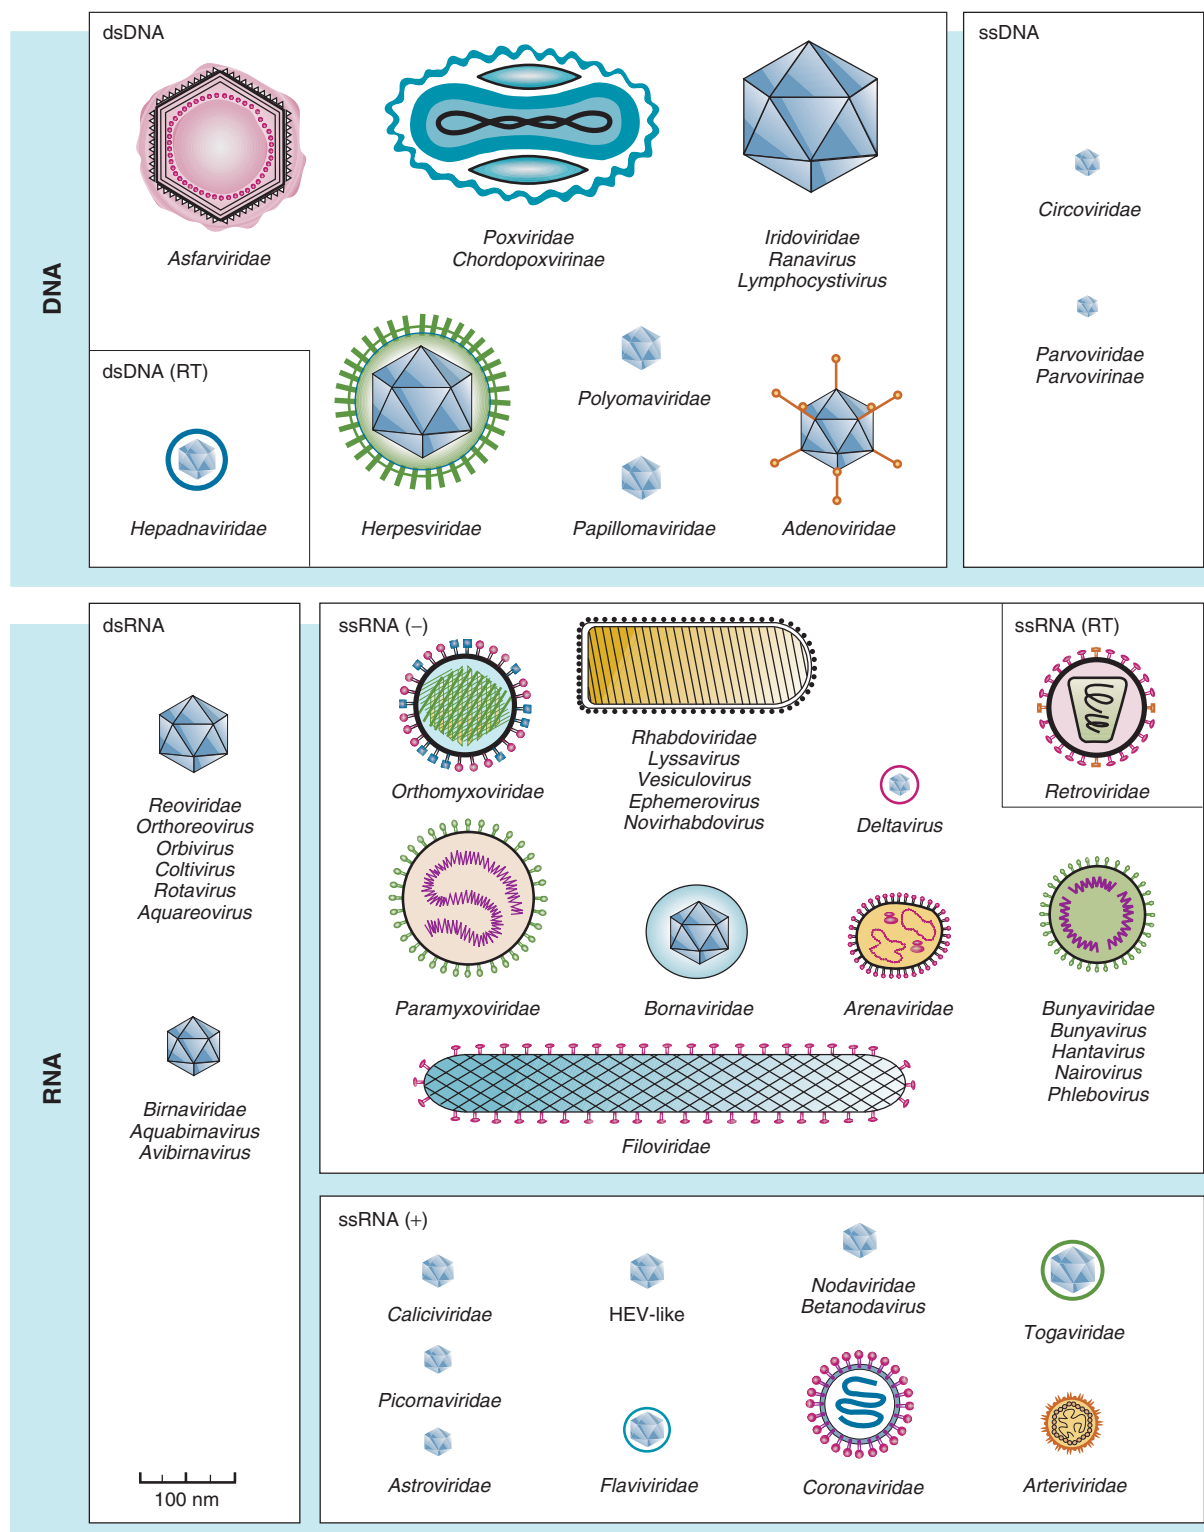 DNA
dsDNA
Asfarviridae
Poxviridae
Chordopoxvirinae
Iridoviridae
Ranavirus
Lymphocystivirus
dsDNA (RT)
Hepadnaviridae
Herpesviridae
Polyomaviridae
Papillomaviridae
Adenoviridae
ssDNA
Circoviridae
Parvoviridae
Parvovirinae
RNA
dsRNA
Reoviridae
Orthoreovirus
Orbivirus
Coltivirus
Rotavirus
Aquareovirus
Birnaviridae
Aquabirnavirus
Avibirnavirus
100 nm
ssRNA (–)
Orthomyxoviridae
Rhabdoviridae
Lyssavirus
Vesiculovirus
Ephemerovirus
Novirhabdovirus
Deltavirus
ssRNA (RT)
Retroviridae
Paramyxoviridae
Bornaviridae
Arenaviridae
Bunyaviridae
Bunyavirus
Hantavirus
Nairovirus
Phlebovirus
Filoviridae
ssRNA (+)
Caliciviridae
HEV-like
Nodaviridae
Betanodavirus
Togaviridae
Picornaviridae
Astroviridae
Flaviviridae
Coronaviridae
Arteriviridae